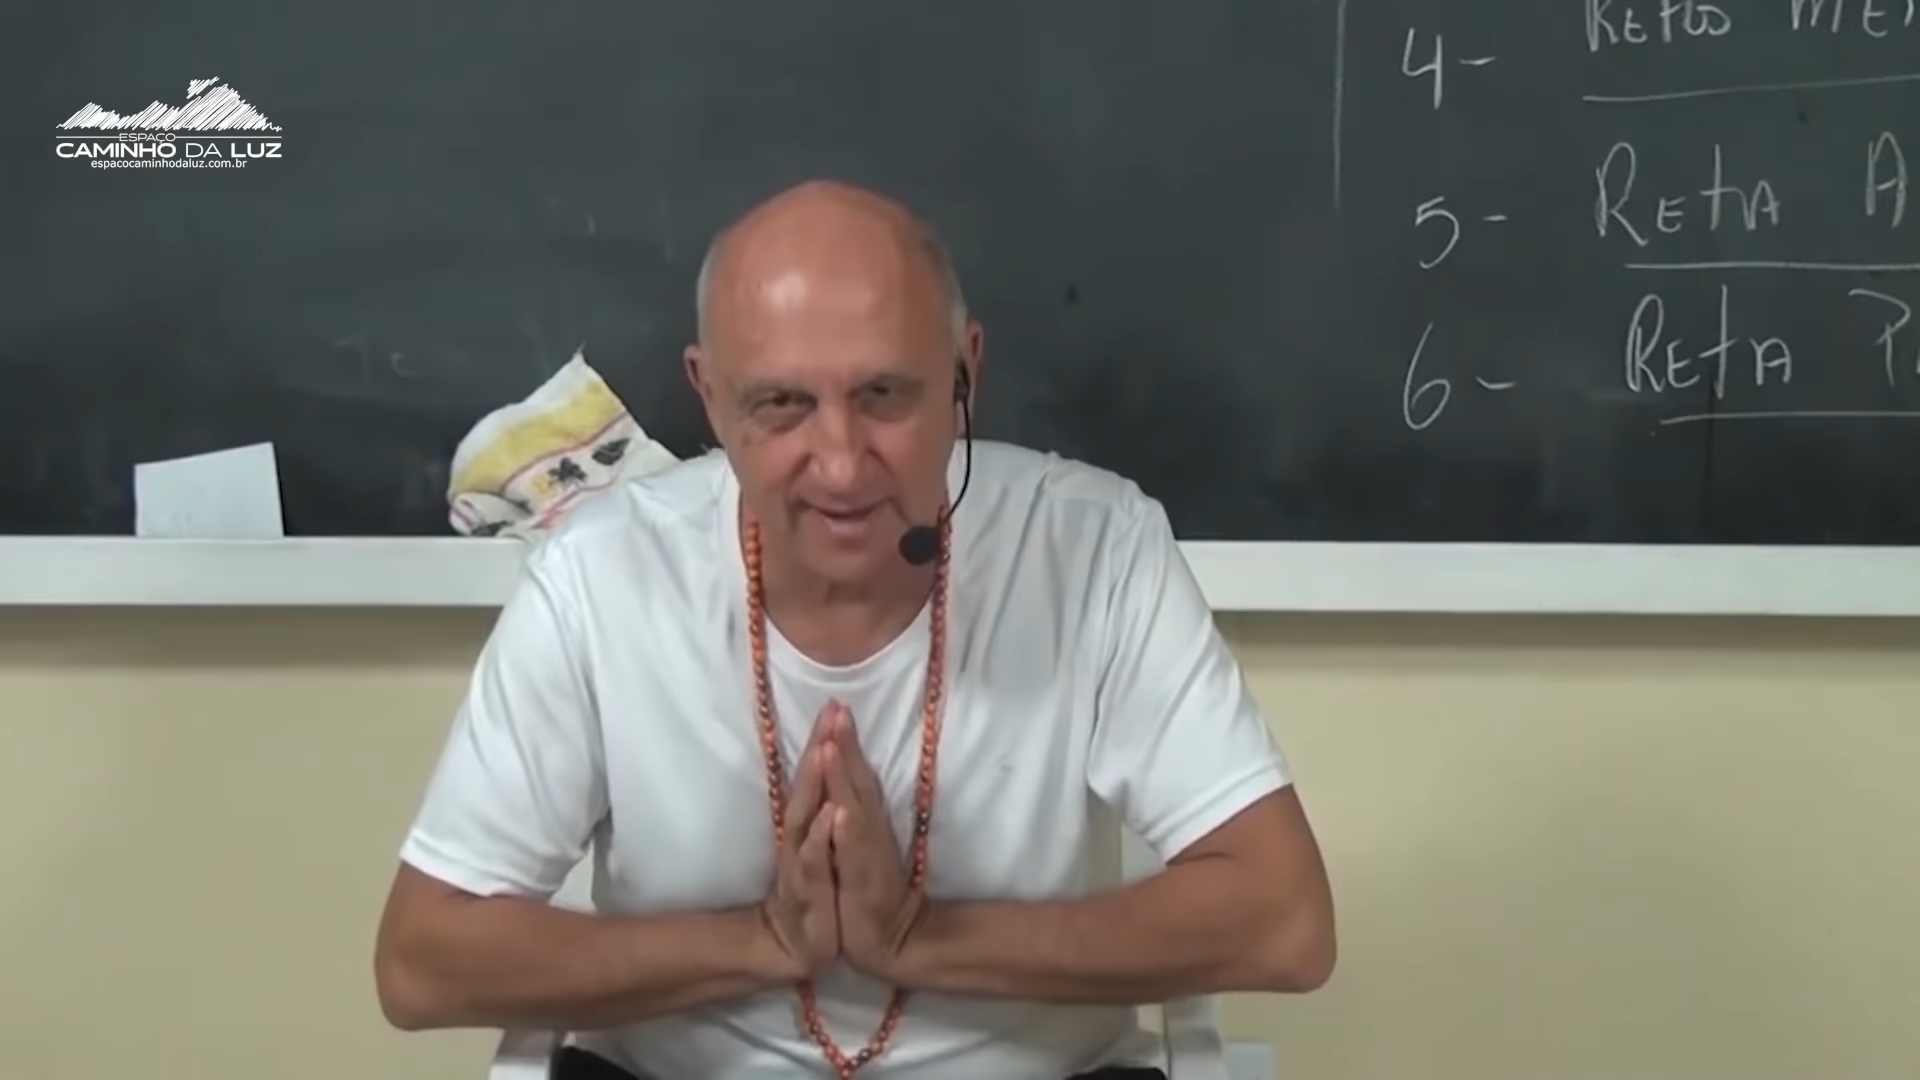 ESPAÇO
CAMINHO DA LUZ
espacocaminhodaluz.com.br
4-
5- RETA A
6- RETA